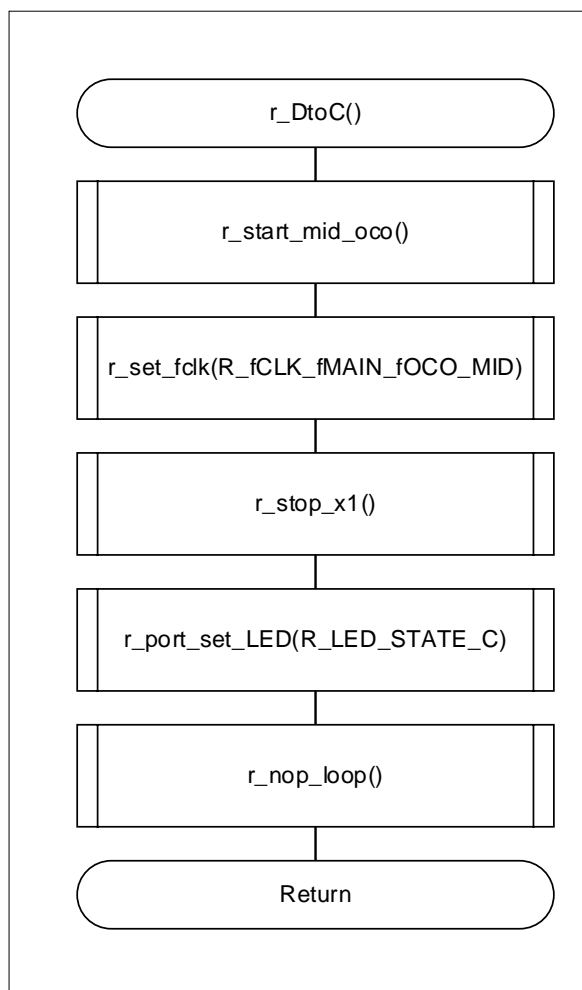 r_DtoC()
r_start_mid_oco()
r_set_fclk(R_fCLK_fMAIN_fOCO_MID)
r_stop_x1()
r_port_set_LED(R_LED_STATE_C)
r_nop_loop()
Return